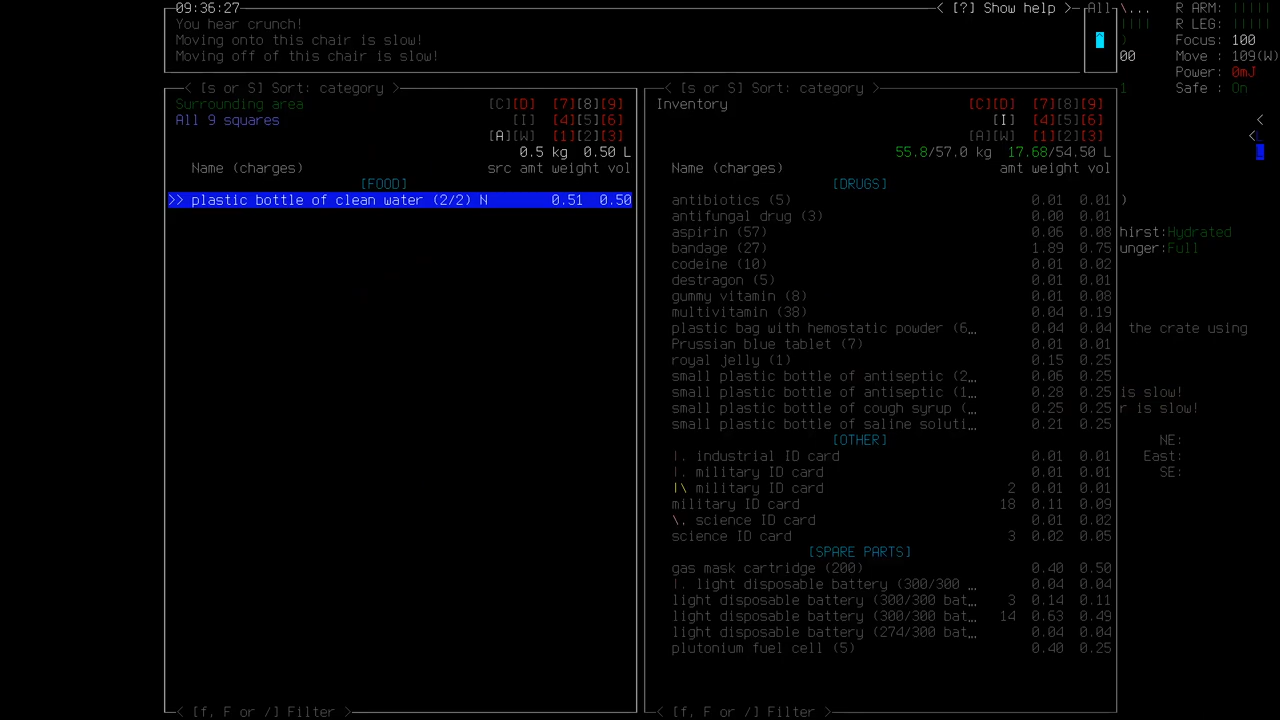 09:36:27 < [?] Show help > All \... R ARM: |||||
You hear crunch! |||| R LEG: |||||
Moving onto this chair is slow! ^ ) Focus: 100
Moving off of this chair is slow! 00 Move : 109(W)
Power: 0mJ
< [s or S] Sort: category > < [s or S] Sort: category > 1 Safe : On
Surrounding area [C][D] [7][8][9] Inventory [C][D] [7][8][9]
All 9 squares [I] [4][5][6] [I] [4][5][6] <
[A][W] [1][2][3] [A][W] [1][2][3] <
0.5 kg 0.50 L 55.8/57.0 kg 17.68/54.50 L
Name (charges) src amt weight vol Name (charges) amt weight vol
[FOOD] [DRUGS]
>> plastic bottle of clean water (2/2) N 0.51 0.50 antibiotics (5) 0.01 0.01 )
antifungal drug (3) 0.00 0.01
aspirin (57) 0.06 0.08 hirst:Hydrated
bandage (27) 1.89 0.75 unger:Full
codeine (10) 0.01 0.02
destragon (5) 0.01 0.01
gummy vitamin (8) 0.01 0.08
multivitamin (38) 0.04 0.19
plastic bag with hemostatic powder (6… 0.04 0.04 the crate using
Prussian blue tablet (7) 0.01 0.01
royal jelly (1) 0.15 0.25
small plastic bottle of antiseptic (2… 0.06 0.25
small plastic bottle of antiseptic (1… 0.28 0.25 is slow!
small plastic bottle of cough syrup (… 0.25 0.25 r is slow!
small plastic bottle of saline soluti… 0.21 0.25
[OTHER] NE:
|. industrial ID card 0.01 0.01 East:
|. military ID card 0.01 0.01 SE:
|\ military ID card 2 0.01 0.01
military ID card 18 0.11 0.09
\. science ID card 0.01 0.02
science ID card 3 0.02 0.05
[SPARE PARTS]
gas mask cartridge (200) 0.40 0.50
|. light disposable battery (300/300 … 0.04 0.04
light disposable battery (300/300 bat… 3 0.14 0.11
light disposable battery (300/300 bat… 14 0.63 0.49
light disposable battery (274/300 bat… 0.04 0.04
plutonium fuel cell (5) 0.40 0.25
< [f, F or /] Filter > < [f, F or /] Filter >